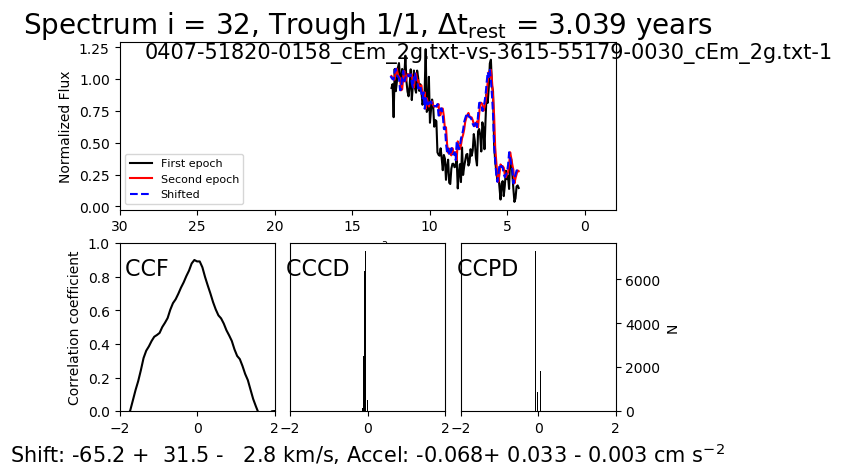 Spectrum i = 32, Trough 1/1, Δt_rest = 3.039 years
0407-51820-0158_cEm_2g.txt-vs-3615-55179-0030_cEm_2g.txt-1
Normalized Flux
1.25
1.00
0.75
0.50
0.25
0.00
First epoch
Second epoch
Shifted
30 25 20 15 10 5 0
CCF
CCCD
CCPD
Correlation coefficient
1.0
0.8
0.6
0.4
0.2
0.0
6000
4000
2000
0
N
−2 0 2
−2 0 2
−2 0 2
Shift: -65.2 + 31.5 - 2.8 km/s, Accel: -0.068+ 0.033 - 0.003 cm s⁻²